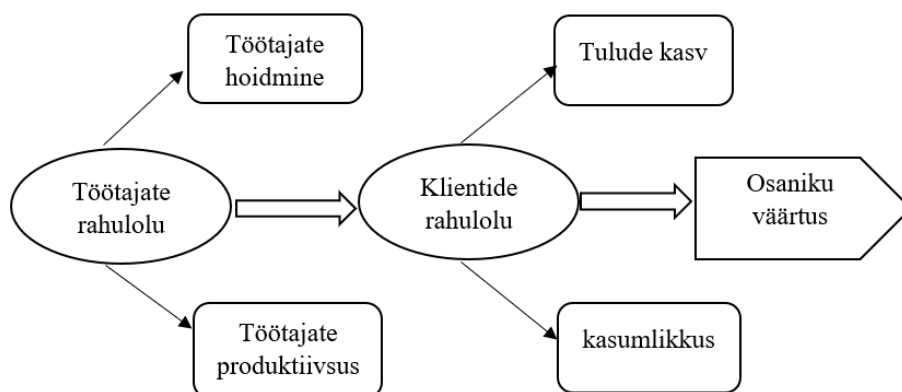 Töötajate
hoidmine
Tulude kasv
Töötajate
rahulolu
Klientide
rahulolu
Osaniku
väärtus
Töötajate
produktiivsus
kasumlikkus